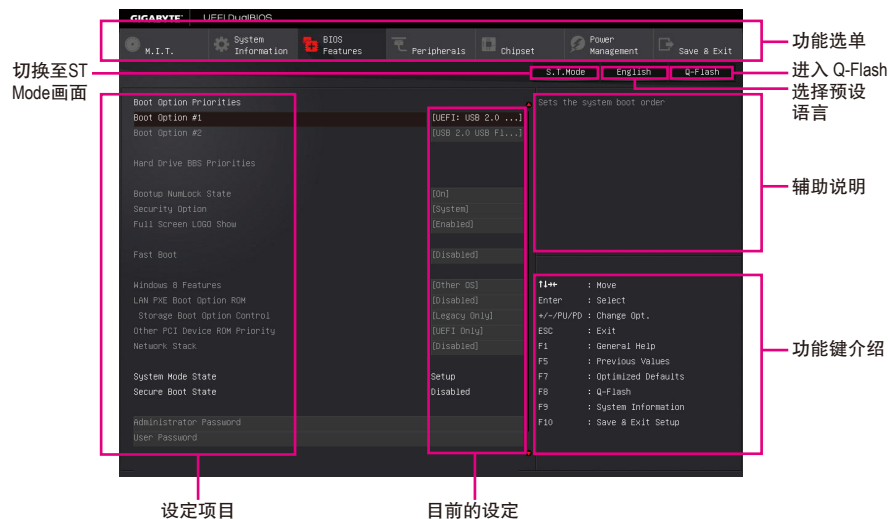 GIGABYTE UEFI DualBIOS
M.I.T.
System Information
BIOS Features
Peripherals
Chipset
Power Management
Save & Exit
功能选单
切换至ST
Mode画面
S.T.Mode English Q-Flash
进入 Q-Flash
选择预设
语言
Boot Option Priorities
Boot Option #1 [UEFI: USB 2.0 ...]
Boot Option #2 [USB 2.0 USB Fl...]
Hard Drive BBS Priorities
Bootup NumLock State [On]
Security Option [System]
Full Screen LOGO Show [Enabled]
Fast Boot [Disabled]
Windows 8 Features [Other OS]
LAN PXE Boot Option ROM [Disabled]
Storage Boot Option Control [Legacy Only]
Other PCI Device ROM Priority [UEFI Only]
Network Stack [Disabled]
System Mode State Setup
Secure Boot State Disabled
Administrator Password
User Password
Sets the system boot order
辅助说明
↑↓→← : Move
Enter : Select
+/-/PU/PD : Change Opt.
ESC : Exit
F1 : General Help
F5 : Previous Values
F7 : Optimized Defaults
F8 : Q-Flash
F9 : System Information
F10 : Save & Exit Setup
功能键介绍
设定项目
目前的设定